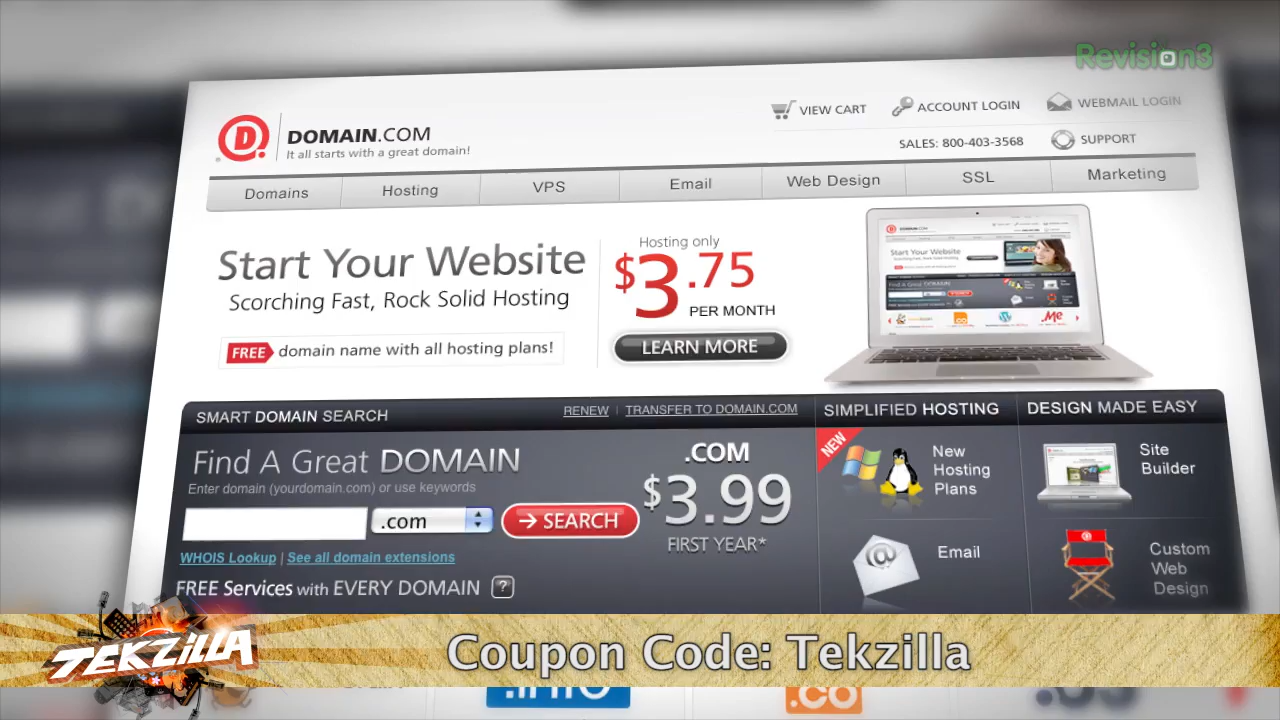 Revision3
VIEW CART
ACCOUNT LOGIN
WEBMAIL LOGIN
DOMAIN.COM
It all starts with a great domain!
SALES: 800-403-3568
SUPPORT
Domains
Hosting
VPS
Email
Web Design
SSL
Marketing
Start Your Website
Scorching Fast, Rock Solid Hosting
FREE domain name with all hosting plans!
Hosting only
$3.75
PER MONTH
LEARN MORE
SMART DOMAIN SEARCH
RENEW | TRANSFER TO DOMAIN.COM
SIMPLIFIED HOSTING
DESIGN MADE EASY
Find A Great DOMAIN
Enter domain (yourdomain.com) or use keywords
.com
SEARCH
.COM
$3.99
FIRST YEAR*
WHOIS Lookup | See all domain extensions
FREE Services with EVERY DOMAIN ?
NEW
New
Hosting
Plans
Email
Site
Builder
Custom
Web
Design
TEKZILLA
Coupon Code: Tekzilla
.co